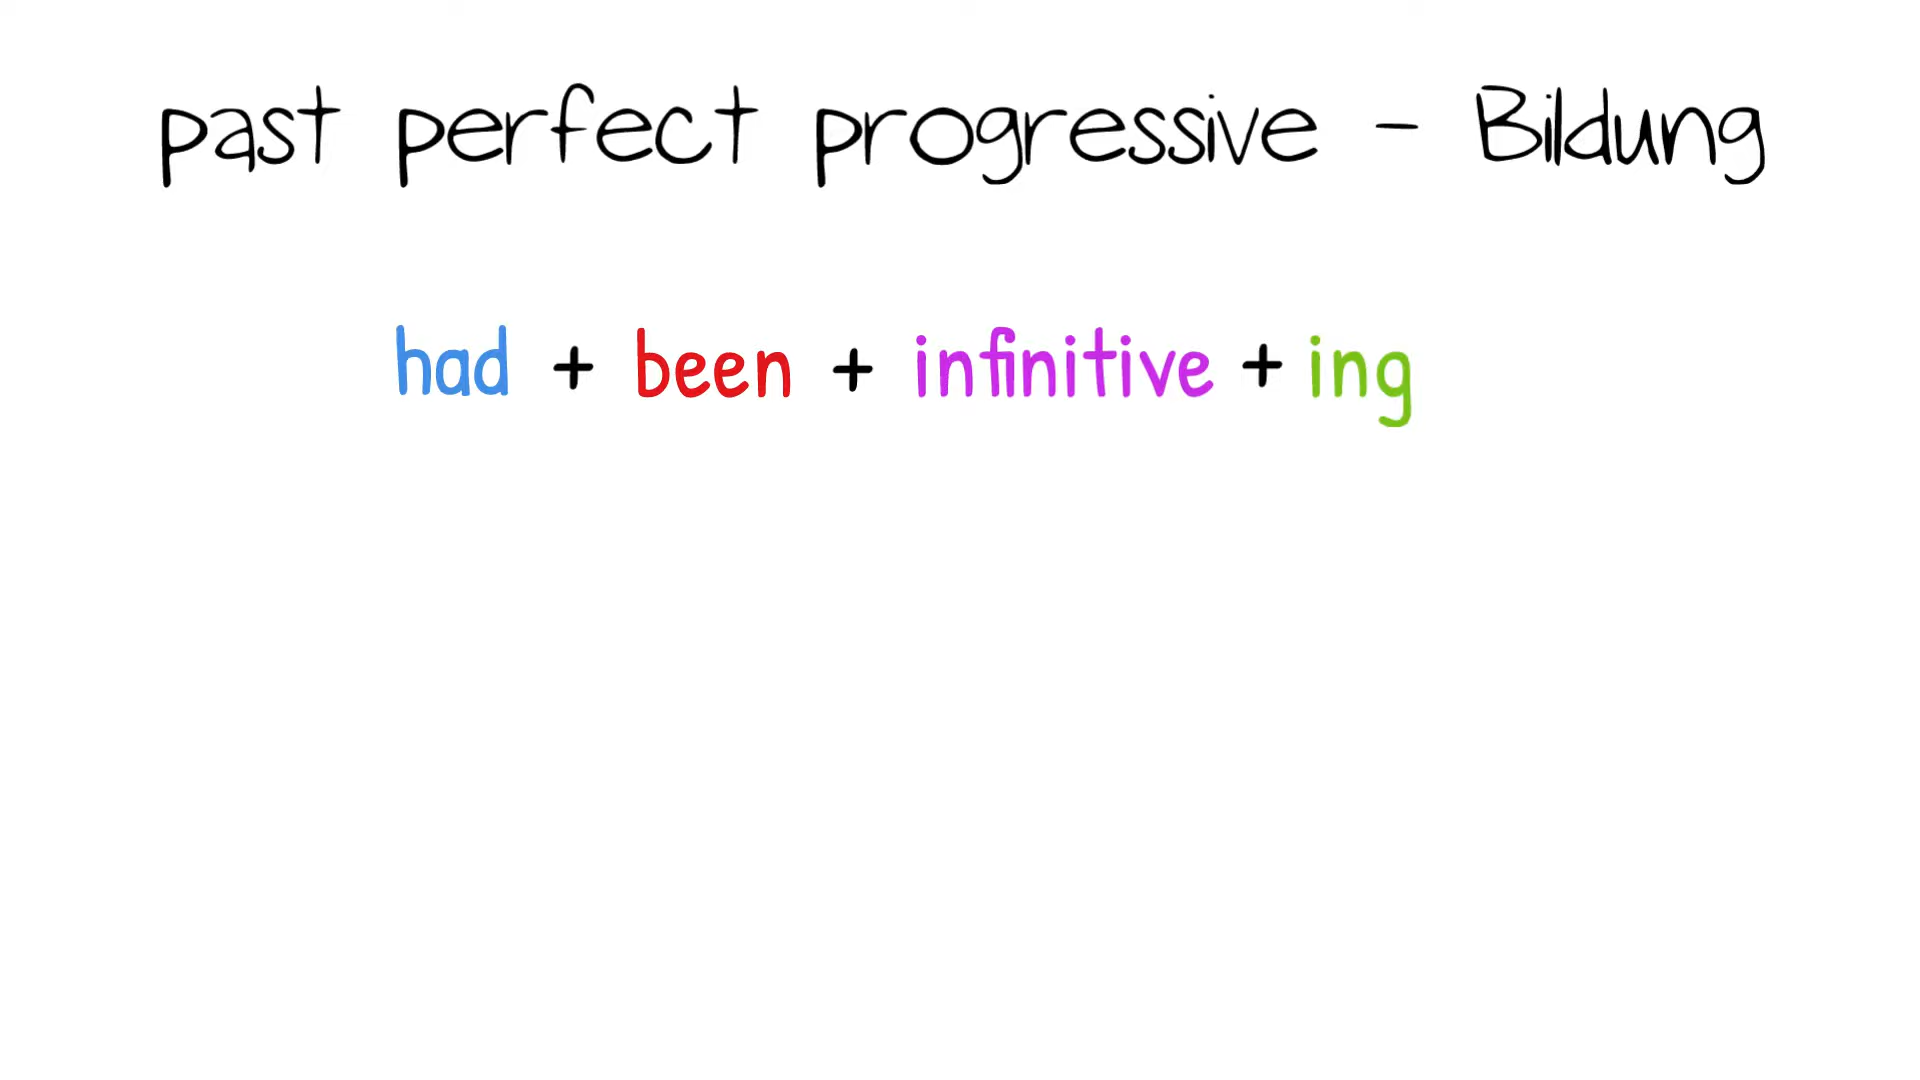 past perfect progressive - Bildung
had + been + infinitive + ing